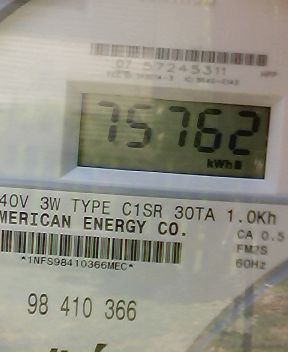 07 57245311
75762
kWh
40V 3W TYPE C1SR 30TA 1.0Kh
MERICAN ENERGY CO.
CA 0.5
FM2S
60Hz
*1NFS98410366MEC*
98 410 366